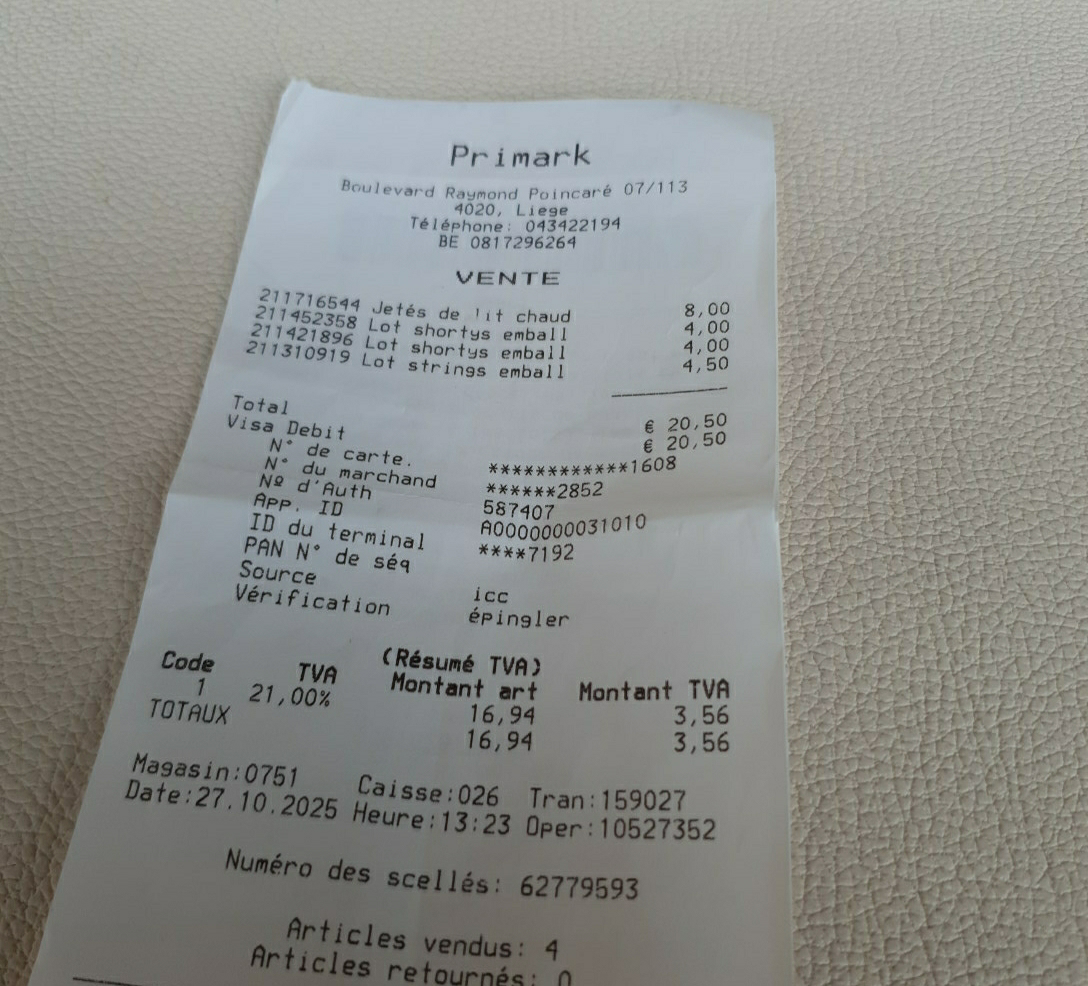 Primark
Boulevard Raymond Poincaré 07/113
4020, Liege
Téléphone: 043422194
BE 0817296264
VENTE
211716544 Jetés de lit chaud 8,00
211452358 Lot shortys emball 4,00
211421896 Lot shortys emball 4,00
211310919 Lot strings emball 4,50
Total € 20,50
Visa Debit € 20,50
N° de carte. ************1608
N° du marchand ******2852
Nº d'Auth 587407
App. ID A0000000031010
ID du terminal ****7192
PAN N° de séq
Source icc
Vérification épingler
(Résumé TVA)
Code TVA Montant art Montant TVA
1 21,00% 16,94 3,56
TOTAUX 16,94 3,56
Magasin:0751 Caisse:026 Tran:159027
Date:27.10.2025 Heure:13:23 Oper:10527352
Numéro des scellés: 62779593
Articles vendus: 4
Articles retournés: 0